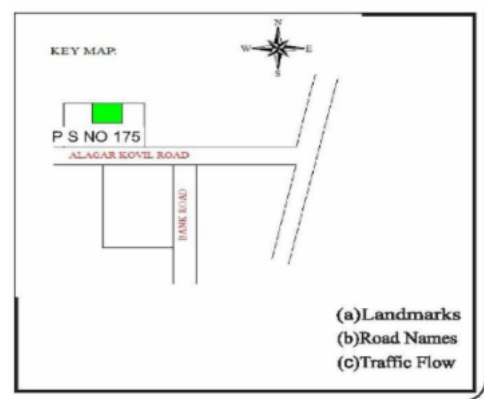 N
KEY MAP:
W E
S
P S NO 175
ALAGAR KOVIL ROAD
BANK ROAD
(a)Landmarks
(b)Road Names
(c)Traffic Flow